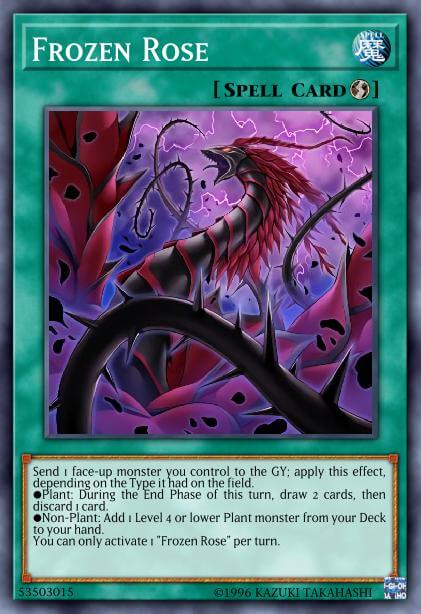 Frozen Rose
SPELL
魔
[Spell Card]
Send 1 face-up monster you control to the GY; apply this effect,
depending on the Type it had on the field.
●Plant: During the End Phase of this turn, draw 2 cards, then
discard 1 card.
●Non-Plant: Add 1 Level 4 or lower Plant monster from your Deck
to your hand.
You can only activate 1 "Frozen Rose" per turn.
53503015
©1996 KAZUKI TAKAHASHI